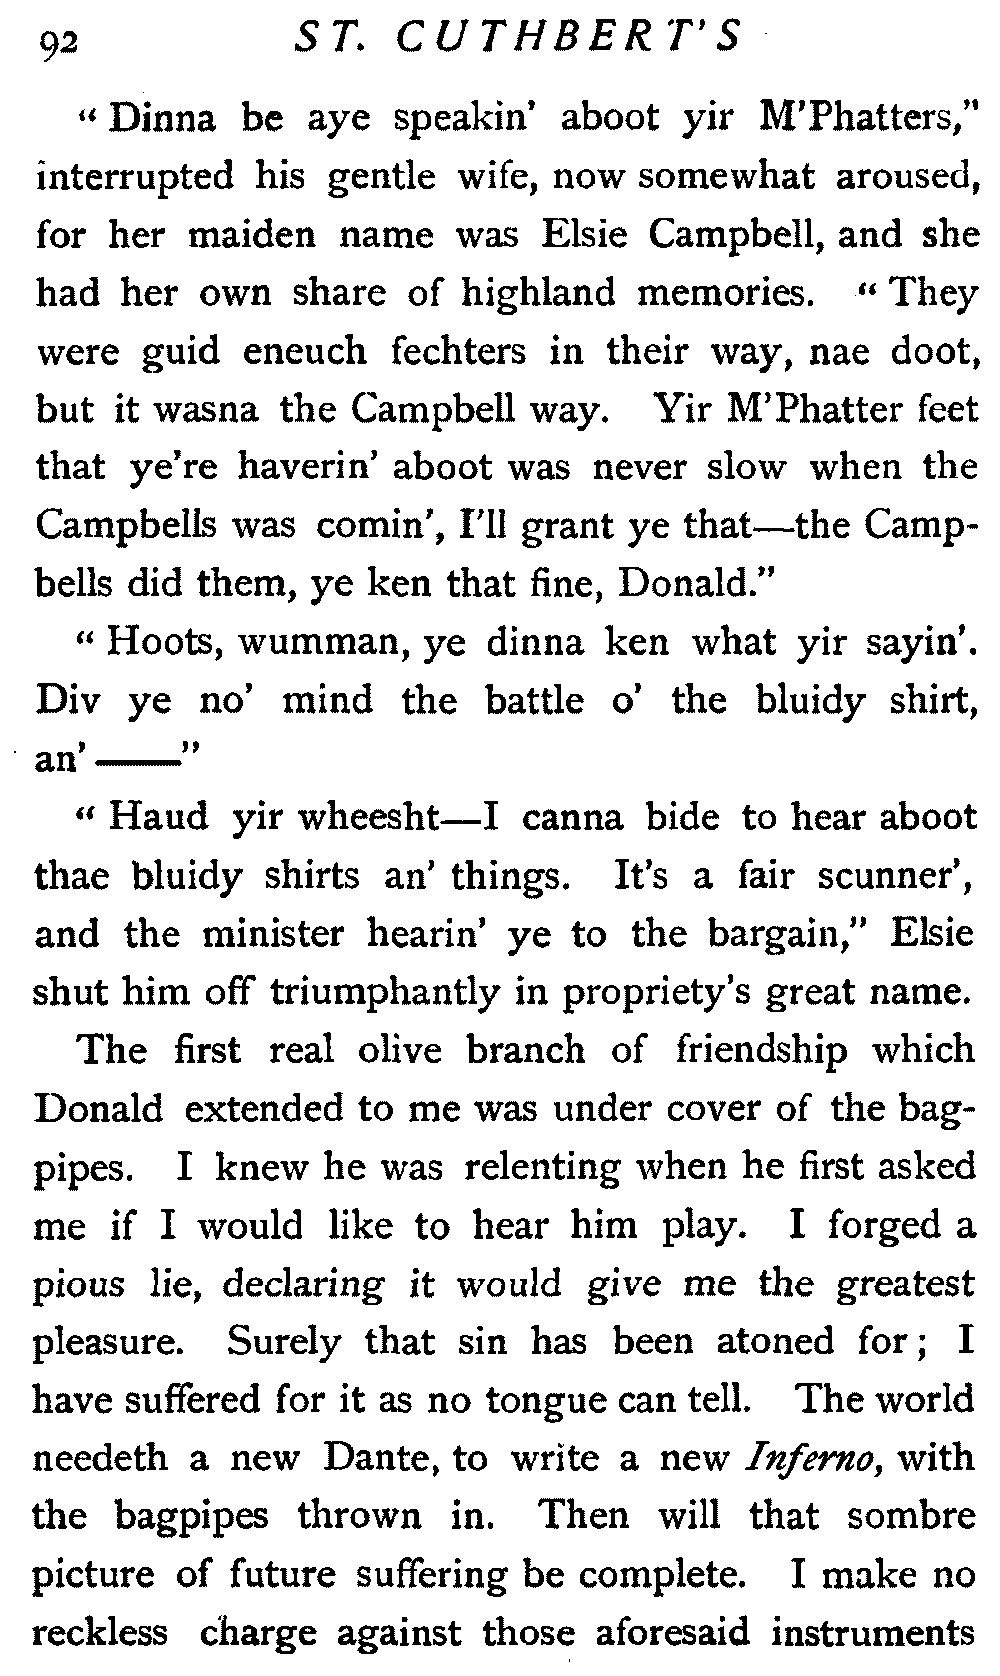 92 ST. CUTHBERT'S
“ Dinna be aye speakin' aboot yir M'Phatters,”
interrupted his gentle wife, now somewhat aroused,
for her maiden name was Elsie Campbell, and she
had her own share of highland memories. “ They
were guid eneuch fechters in their way, nae doot,
but it wasna the Campbell way. Yir M'Phatter feet
that ye're haverin' aboot was never slow when the
Campbells was comin', I'll grant ye that—the Camp-
bells did them, ye ken that fine, Donald.”
“ Hoots, wumman, ye dinna ken what yir sayin'.
Div ye no' mind the battle o' the bluidy shirt,
an' ——”
“ Haud yir wheesht—I canna bide to hear aboot
thae bluidy shirts an' things. It's a fair scunner',
and the minister hearin' ye to the bargain,” Elsie
shut him off triumphantly in propriety's great name.
The first real olive branch of friendship which
Donald extended to me was under cover of the bag-
pipes. I knew he was relenting when he first asked
me if I would like to hear him play. I forged a
pious lie, declaring it would give me the greatest
pleasure. Surely that sin has been atoned for ; I
have suffered for it as no tongue can tell. The world
needeth a new Dante, to write a new Inferno, with
the bagpipes thrown in. Then will that sombre
picture of future suffering be complete. I make no
reckless charge against those aforesaid instruments